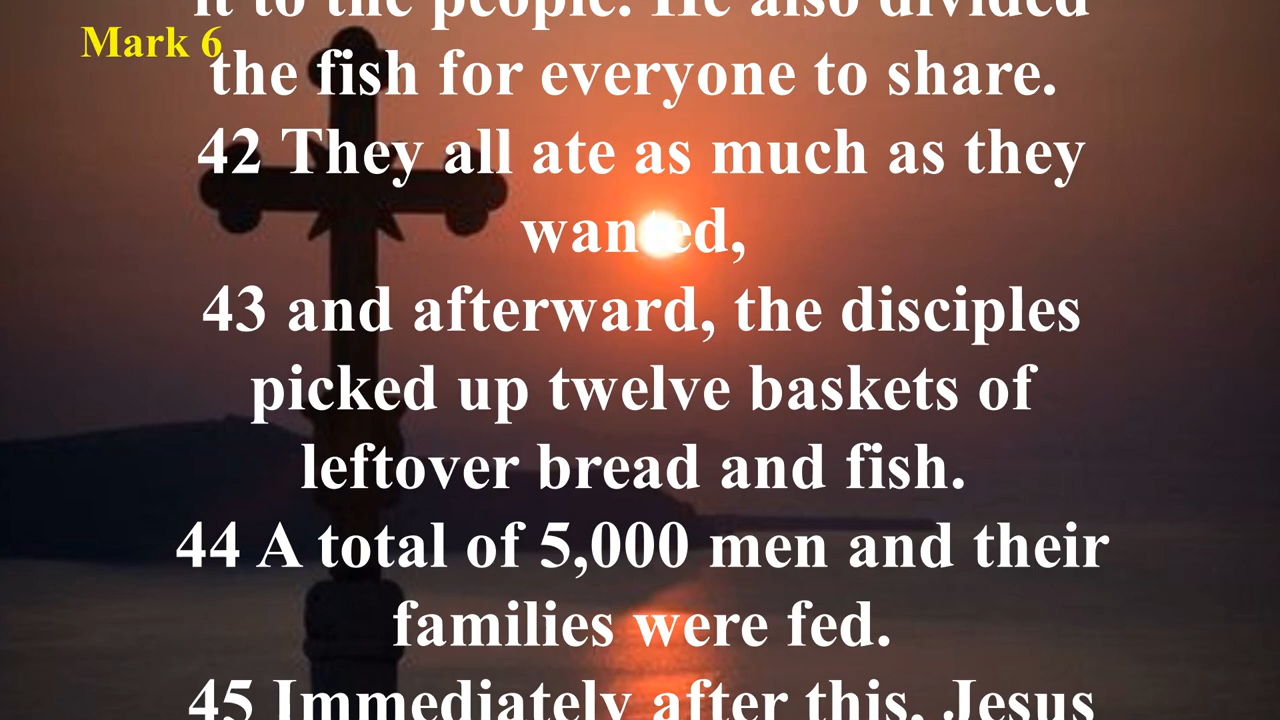 it to the people. He also divided
Mark 6
the fish for everyone to share.
42 They all ate as much as they
wanted,
43 and afterward, the disciples
picked up twelve baskets of
leftover bread and fish.
44 A total of 5,000 men and their
families were fed.
45 Immediately after this, Jesus